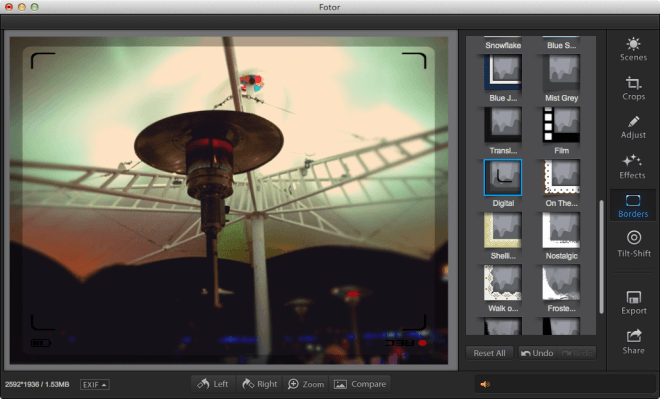 Fotor
Snowflake
Blue S...
Blue J...
Mist Grey
Transl...
Film
Digital
On The...
Shelli...
Nostalgic
Walk o...
Froste...
Scenes
Crops
Adjust
Effects
Borders
Tilt-Shift
Export
Share
Reset All
Undo
Redo
2592*1936 / 1.53MB
EXIF
Left
Right
Zoom
Compare